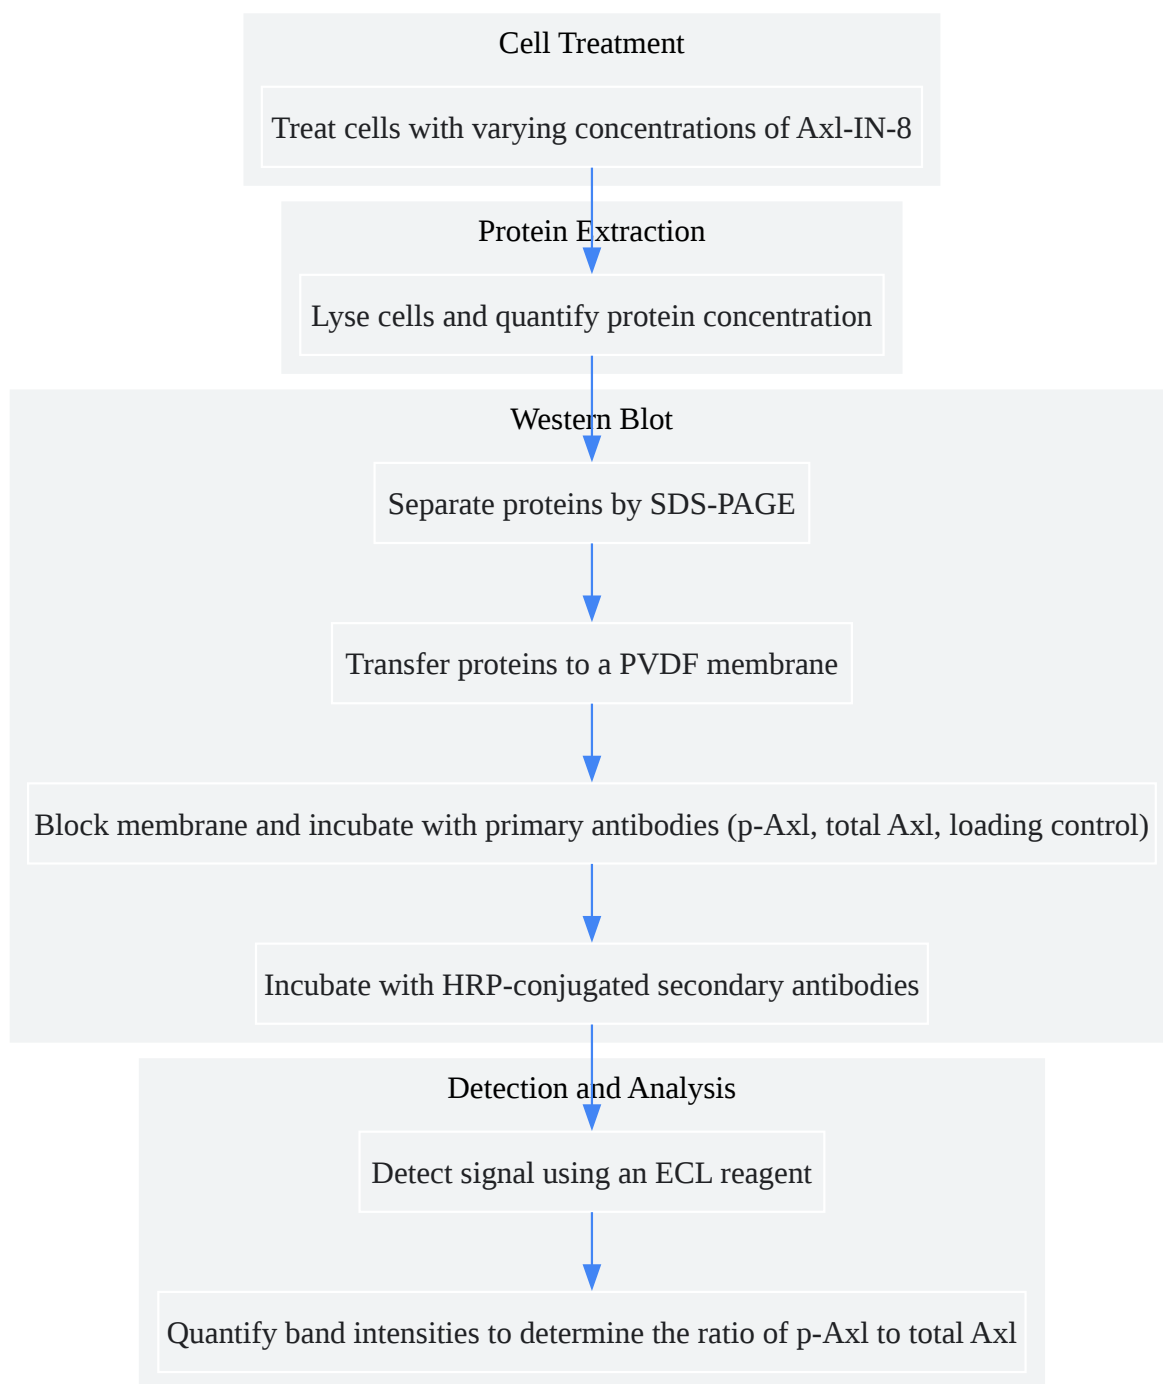 Cell Treatment
Treat cells with varying concentrations of Axl-IN-8
Protein Extraction
Lyse cells and quantify protein concentration
Western Blot
Separate proteins by SDS-PAGE
Transfer proteins to a PVDF membrane
Block membrane and incubate with primary antibodies (p-Axl, total Axl, loading control)
Incubate with HRP-conjugated secondary antibodies
Detection and Analysis
Detect signal using an ECL reagent
Quantify band intensities to determine the ratio of p-Axl to total Axl